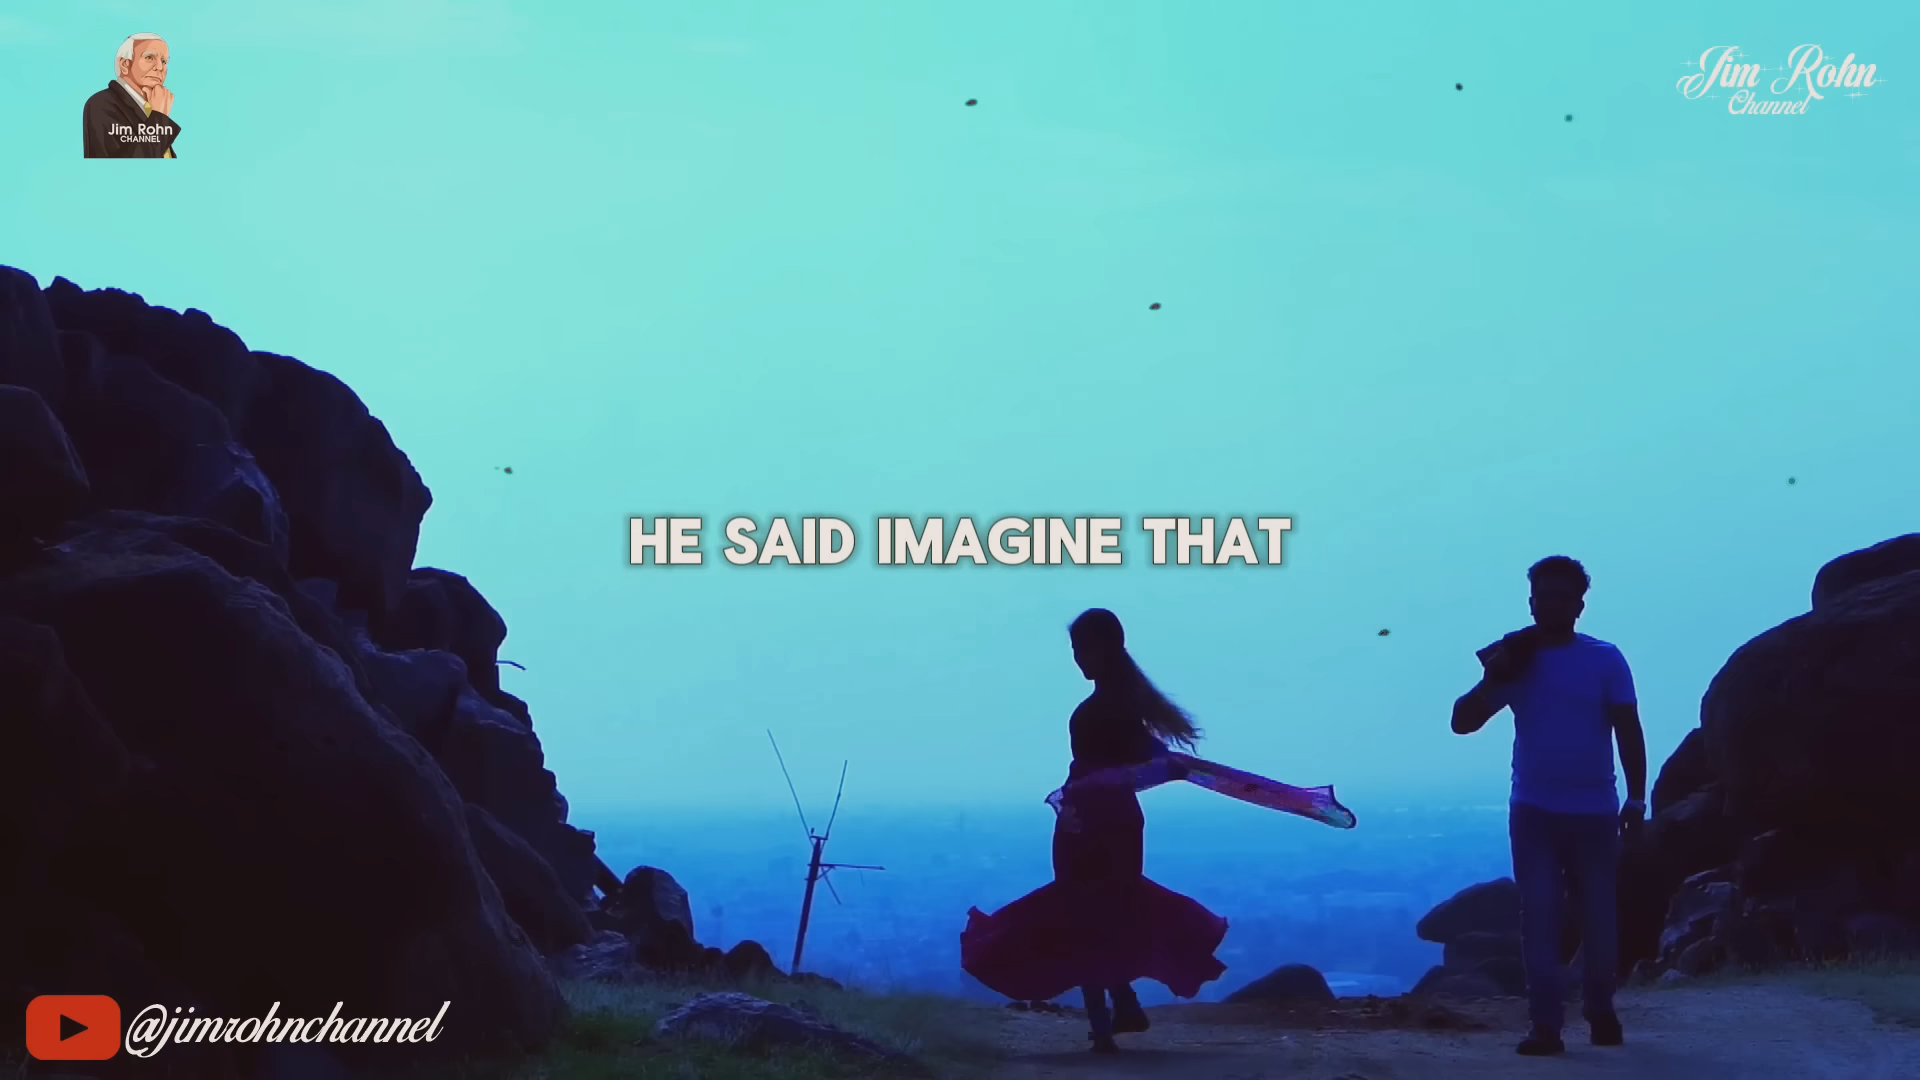 Jim Rohn
CHANNEL
Jim Rohn
Channel
HE SAID IMAGINE THAT
@jimrohnchannel